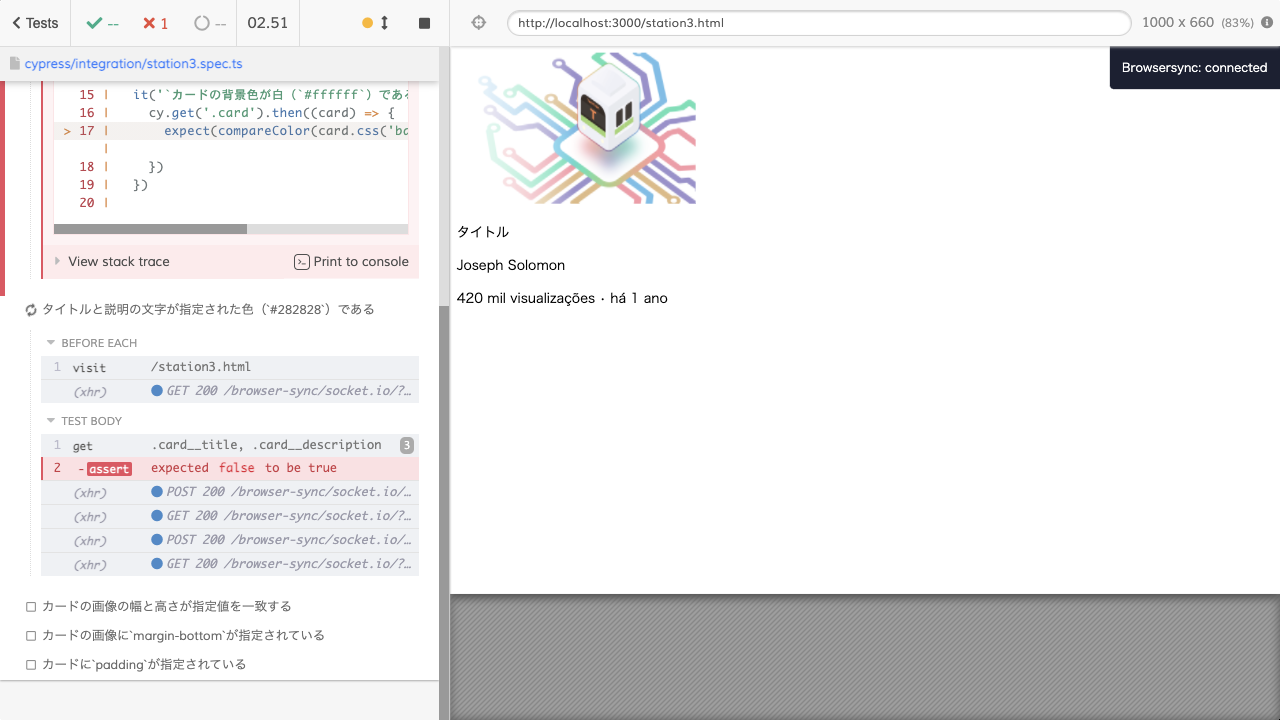 Tests
--
1
--
02.51
http://localhost:3000/station3.html
1000 x 660 (83%)
cypress/integration/station3.spec.ts
Browsersync: connected
15 | it('`カードの背景色が白（`#ffffff`）である
16 | cy.get('.card').then((card) => {
> 17 | expect(compareColor(card.css('ba
|
18 | })
19 | })
20 |
View stack trace
Print to console
タイトルと説明の文字が指定された色（`#282828`）である
BEFORE EACH
1 visit /station3.html
(xhr) GET 200 /browser-sync/socket.io/?…
TEST BODY
1 get .card__title, .card__description 3
2 -assert expected false to be true
(xhr) POST 200 /browser-sync/socket.io/…
(xhr) GET 200 /browser-sync/socket.io/?…
(xhr) POST 200 /browser-sync/socket.io/…
(xhr) GET 200 /browser-sync/socket.io/?…
カードの画像の幅と高さが指定値を一致する
カードの画像に`margin-bottom`が指定されている
カードに`padding`が指定されている
タイトル
Joseph Solomon
420 mil visualizações・há 1 ano